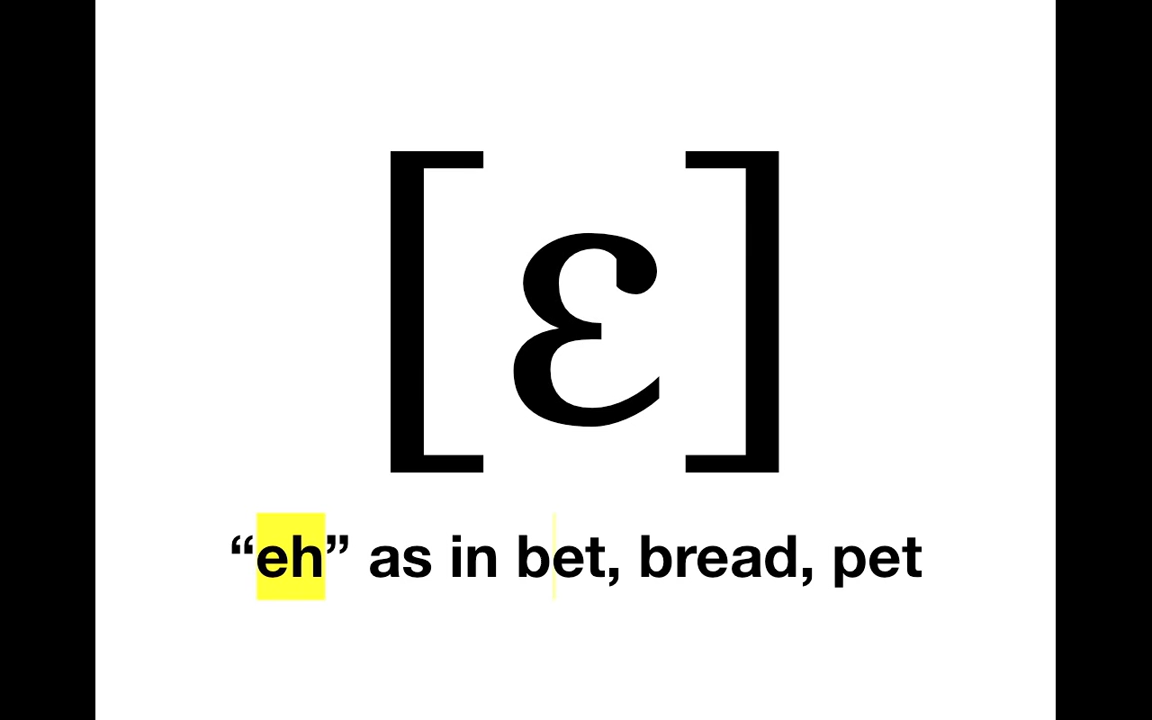 [ɛ]
“eh” as in bet, bread, pet